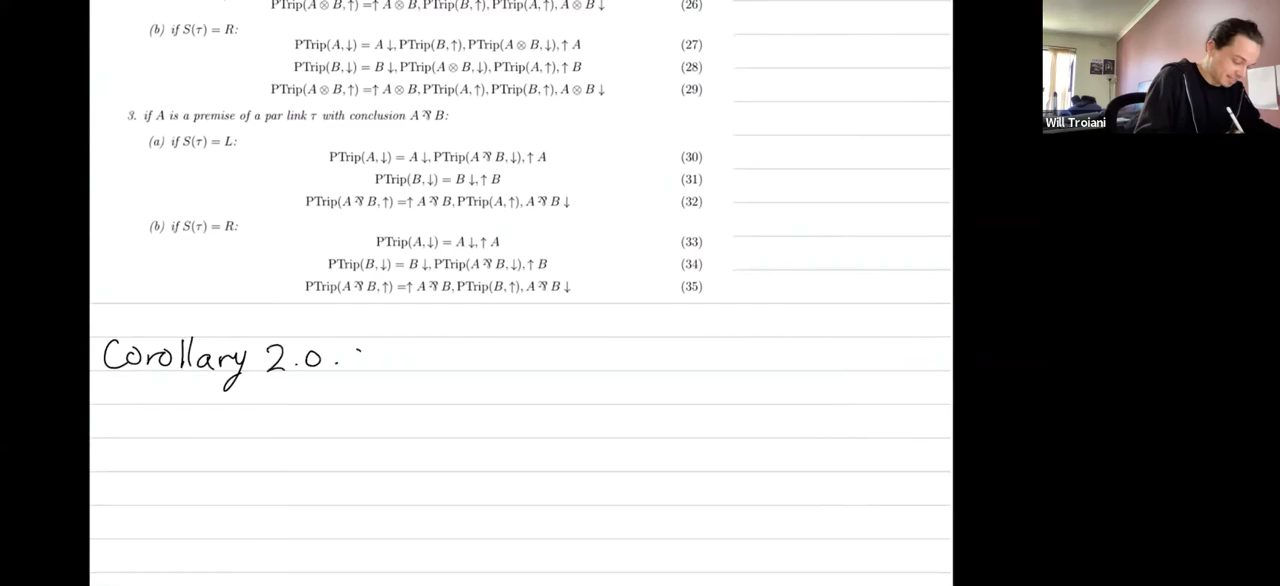 PTrip(A ⊗ B, ↑) =↑ A ⊗ B, PTrip(B, ↑), PTrip(A, ↑), A ⊗ B ↓ (26)
(b) if S(τ) = R:
PTrip(A, ↓) = A ↓, PTrip(B, ↑), PTrip(A ⊗ B, ↓), ↑ A (27)
PTrip(B, ↓) = B ↓, PTrip(A ⊗ B, ↓), PTrip(A, ↑), ↑ B (28)
PTrip(A ⊗ B, ↑) =↑ A ⊗ B, PTrip(A, ↑), PTrip(B, ↑), A ⊗ B ↓ (29)
3. if A is a premise of a par link τ with conclusion A ⅋ B:
(a) if S(τ) = L:
PTrip(A, ↓) = A ↓, PTrip(A ⅋ B, ↓), ↑ A (30)
PTrip(B, ↓) = B ↓, ↑ B (31)
PTrip(A ⅋ B, ↑) =↑ A ⅋ B, PTrip(A, ↑), A ⅋ B ↓ (32)
(b) if S(τ) = R:
PTrip(A, ↓) = A ↓, ↑ A (33)
PTrip(B, ↓) = B ↓, PTrip(A ⅋ B, ↓), ↑ B (34)
PTrip(A ⅋ B, ↑) =↑ A ⅋ B, PTrip(B, ↑), A ⅋ B ↓ (35)
Corollary 2.0.
Will Troiani